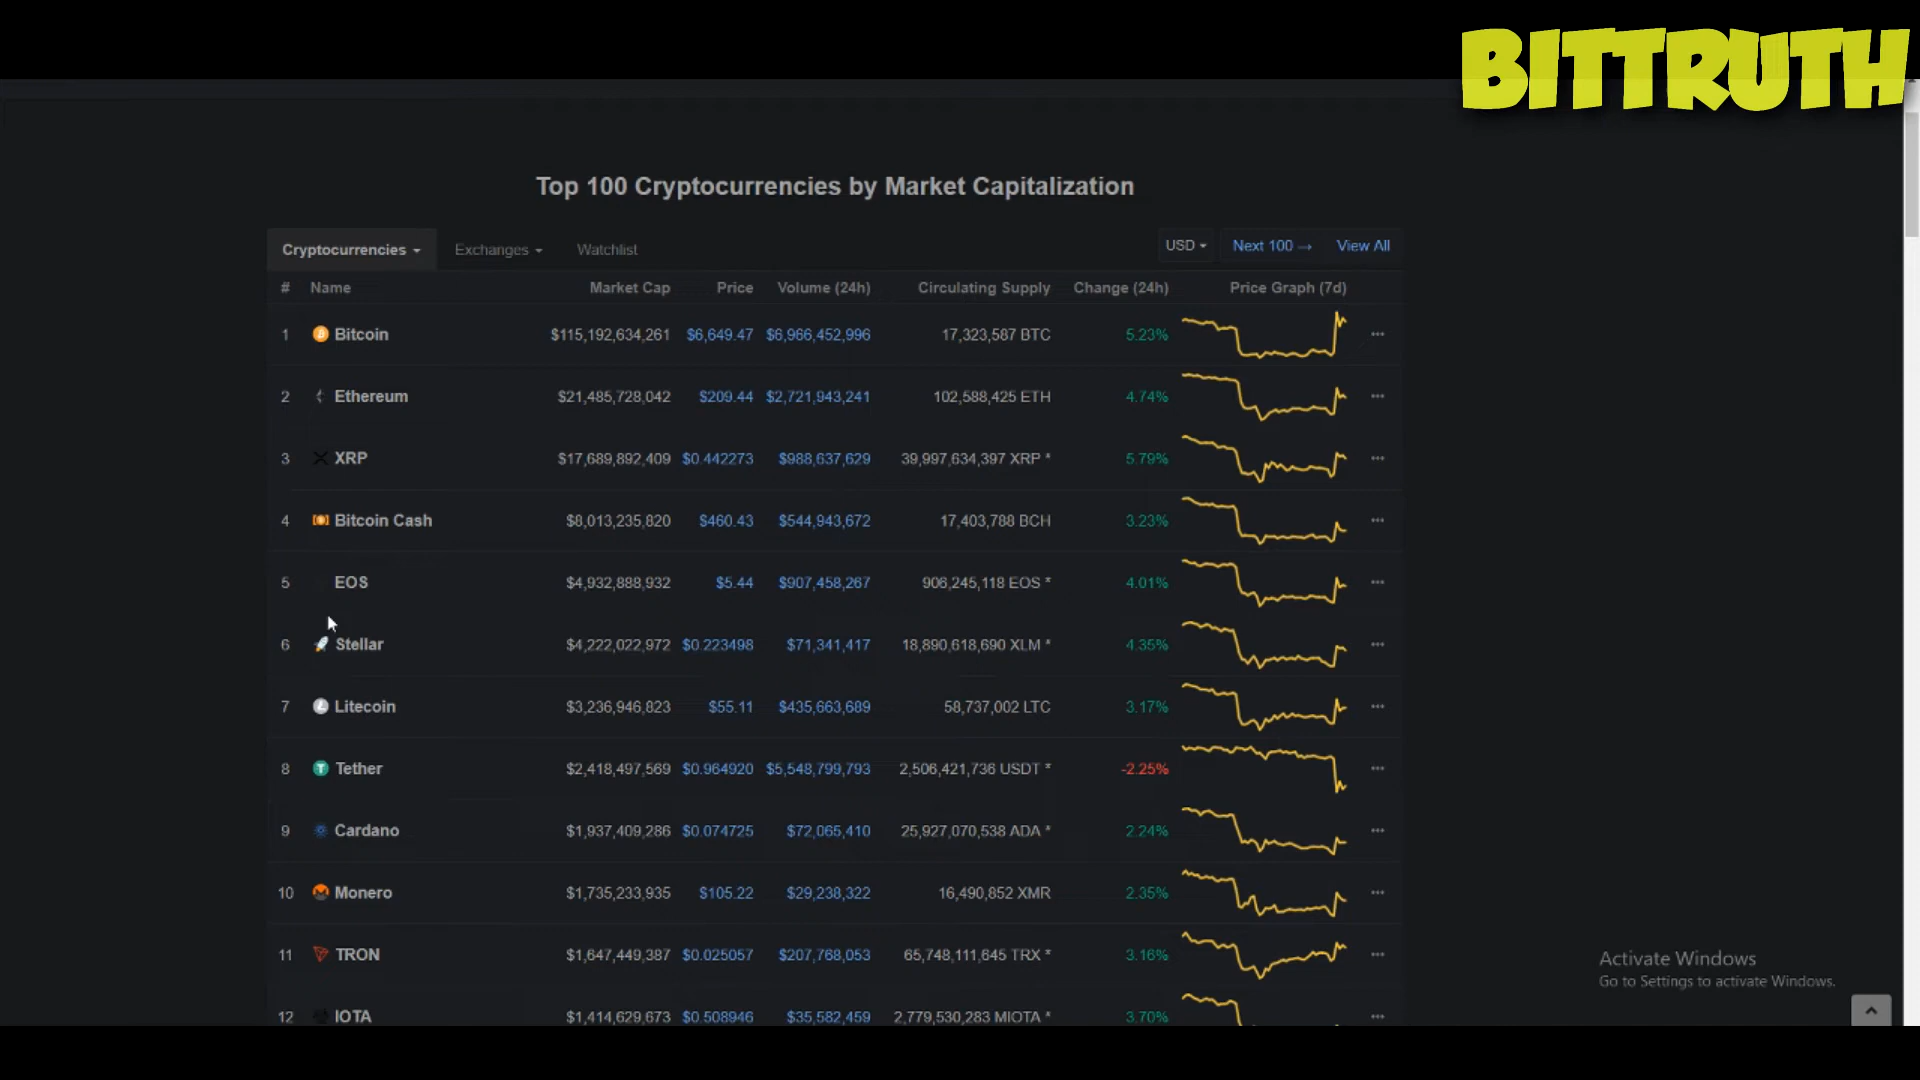 BITTRUTH
Top 100 Cryptocurrencies by Market Capitalization
Cryptocurrencies Exchanges Watchlist USD Next 100 → View All
# Name Market Cap Price Volume (24h) Circulating Supply Change (24h) Price Graph (7d)
1 Bitcoin $115,192,634,261 $6,649.47 $6,966,452,996 17,323,587 BTC 5.23%
2 Ethereum $21,485,728,042 $209.44 $2,721,943,241 102,588,425 ETH 4.74%
3 XRP $17,689,892,409 $0.442273 $988,637,629 39,997,634,397 XRP * 5.79%
4 Bitcoin Cash $8,013,235,820 $460.43 $544,943,672 17,403,788 BCH 3.23%
5 EOS $4,932,888,932 $5.44 $907,458,267 906,245,118 EOS * 4.01%
6 Stellar $4,222,022,972 $0.223498 $71,341,417 18,890,618,690 XLM * 4.35%
7 Litecoin $3,236,946,823 $55.11 $435,663,689 58,737,002 LTC 3.17%
8 Tether $2,418,497,569 $0.964920 $5,548,799,793 2,506,421,736 USDT * -2.25%
9 Cardano $1,937,409,286 $0.074725 $72,065,410 25,927,070,538 ADA * 2.24%
10 Monero $1,735,233,935 $105.22 $29,238,322 16,490,852 XMR 2.35%
11 TRON $1,647,449,387 $0.025057 $207,768,053 65,748,111,645 TRX * 3.16%
12 IOTA $1,414,629,673 $0.508946 $35,582,459 2,779,530,283 MIOTA * 3.70%
Activate Windows
Go to Settings to activate Windows.